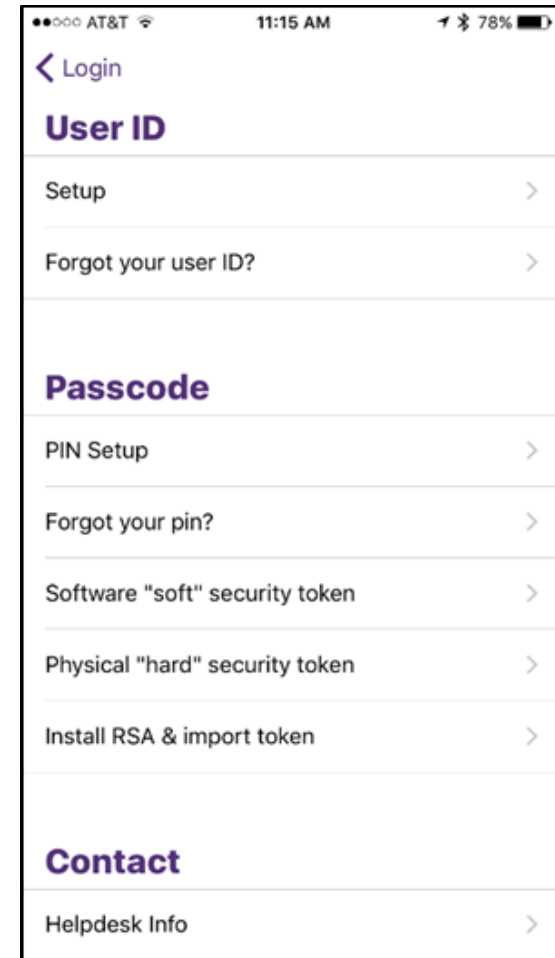 AT&T 11:15 AM 78%
Login
User ID
Setup
Forgot your user ID?
Passcode
PIN Setup
Forgot your pin?
Software "soft" security token
Physical "hard" security token
Install RSA & import token
Contact
Helpdesk Info